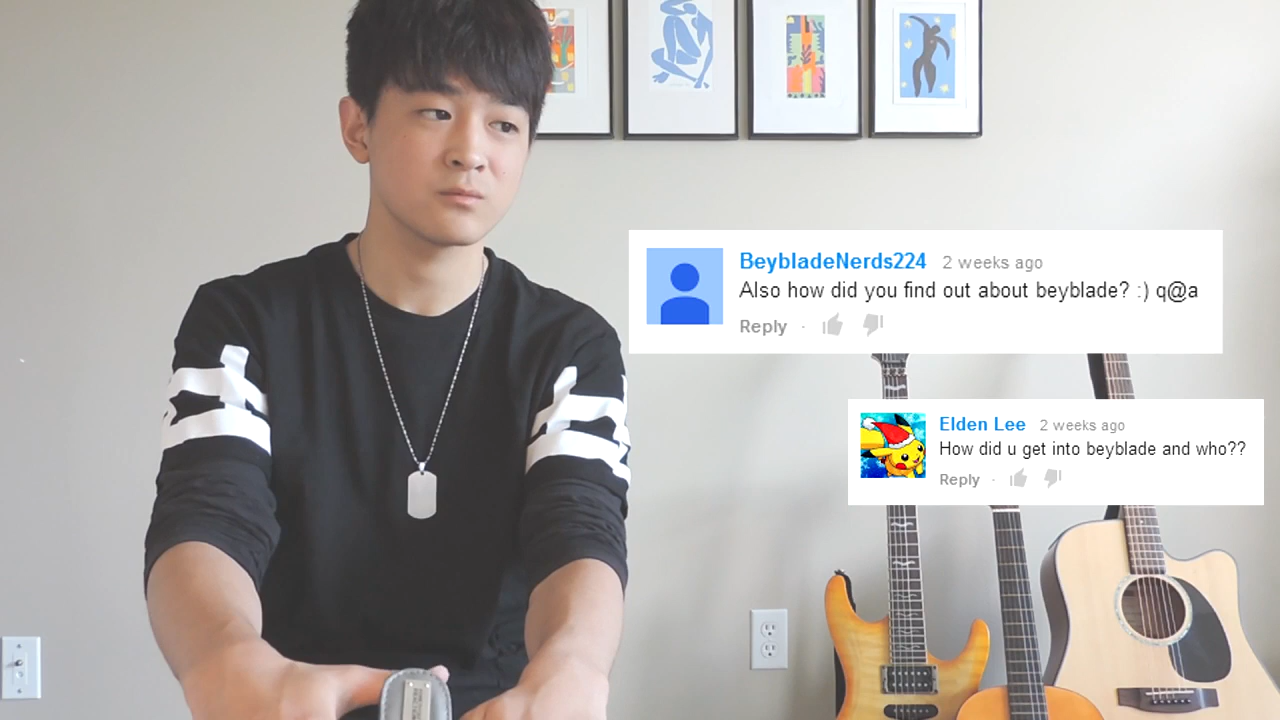 BeybladeNerds224 2 weeks ago
Also how did you find out about beyblade? :) q@a
Reply ·
Elden Lee 2 weeks ago
How did u get into beyblade and who??
Reply ·